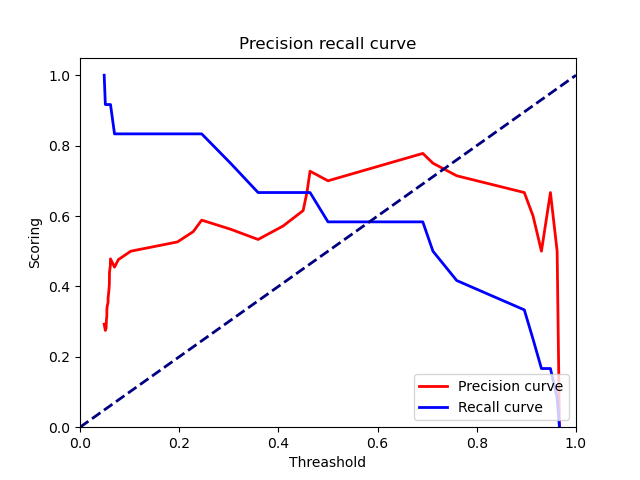 Precision recall curve
Scoring
1.0
0.8
0.6
0.4
0.2
0.0
0.0 0.2 0.4 0.6 0.8 1.0
Threashold
Precision curve
Recall curve